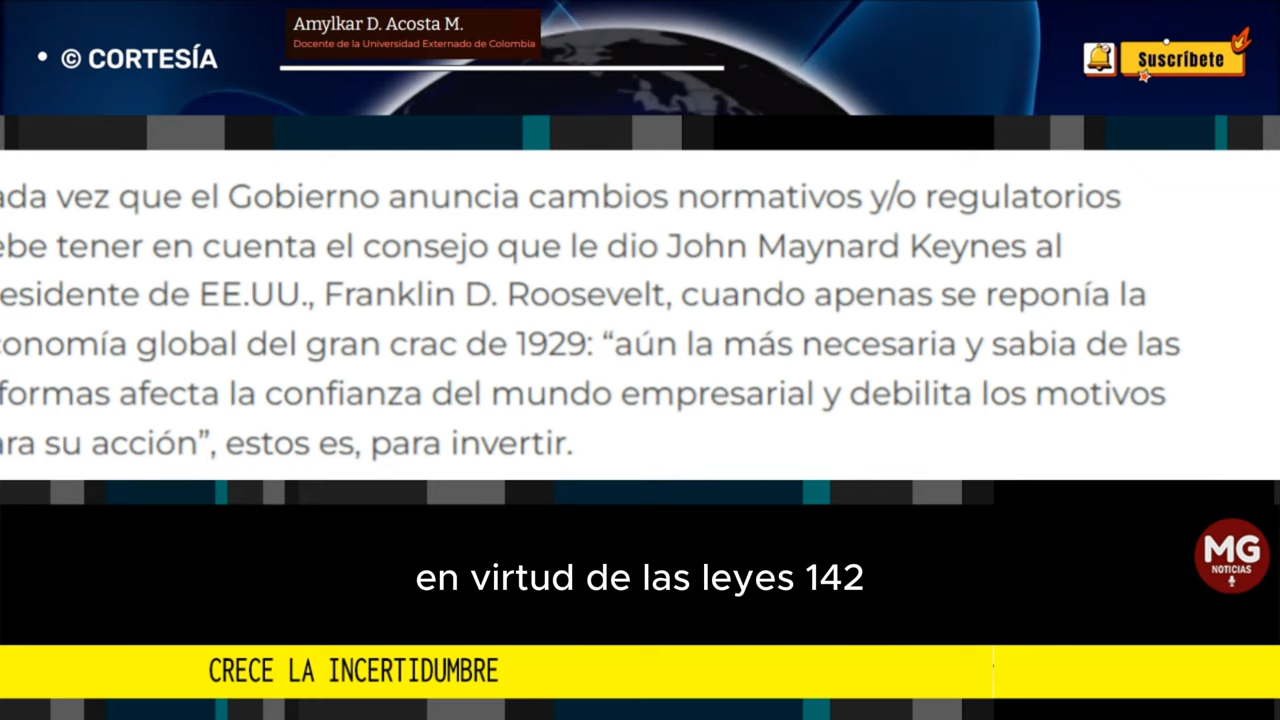 Amylkar D. Acosta M.
Docente de la Universidad Externado de Colombia
• © CORTESÍA
Suscríbete
ada vez que el Gobierno anuncia cambios normativos y/o regulatorios
ebe tener en cuenta el consejo que le dio John Maynard Keynes al
esidente de EE.UU., Franklin D. Roosevelt, cuando apenas se reponía la
conomía global del gran crac de 1929: “aún la más necesaria y sabia de las
formas afecta la confianza del mundo empresarial y debilita los motivos
ara su acción”, estos es, para invertir.
en virtud de las leyes 142
MG
NOTICIAS
CRECE LA INCERTIDUMBRE